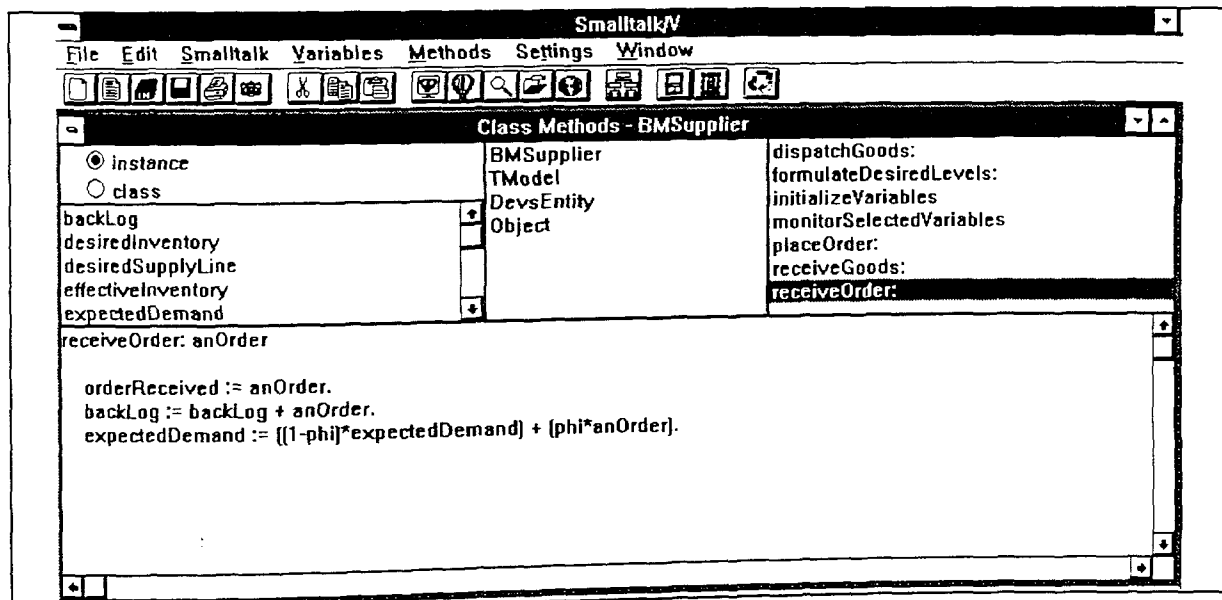 Smalltalk/V
File Edit Smalltalk Variables Methods Settings Window
Class Methods - BMSupplier
instance
class
backLog
desiredInventory
desiredSupplyLine
effectiveInventory
expectedDemand
BMSupplier
TModel
DevsEntity
Object
dispatchGoods:
formulateDesiredLevels:
initializeVariables
monitorSelectedVariables
placeOrder:
receiveGoods:
receiveOrder:
receiveOrder: anOrder
orderReceived := anOrder.
backLog := backLog + anOrder.
expectedDemand := ((1-phi)*expectedDemand) + (phi*anOrder).